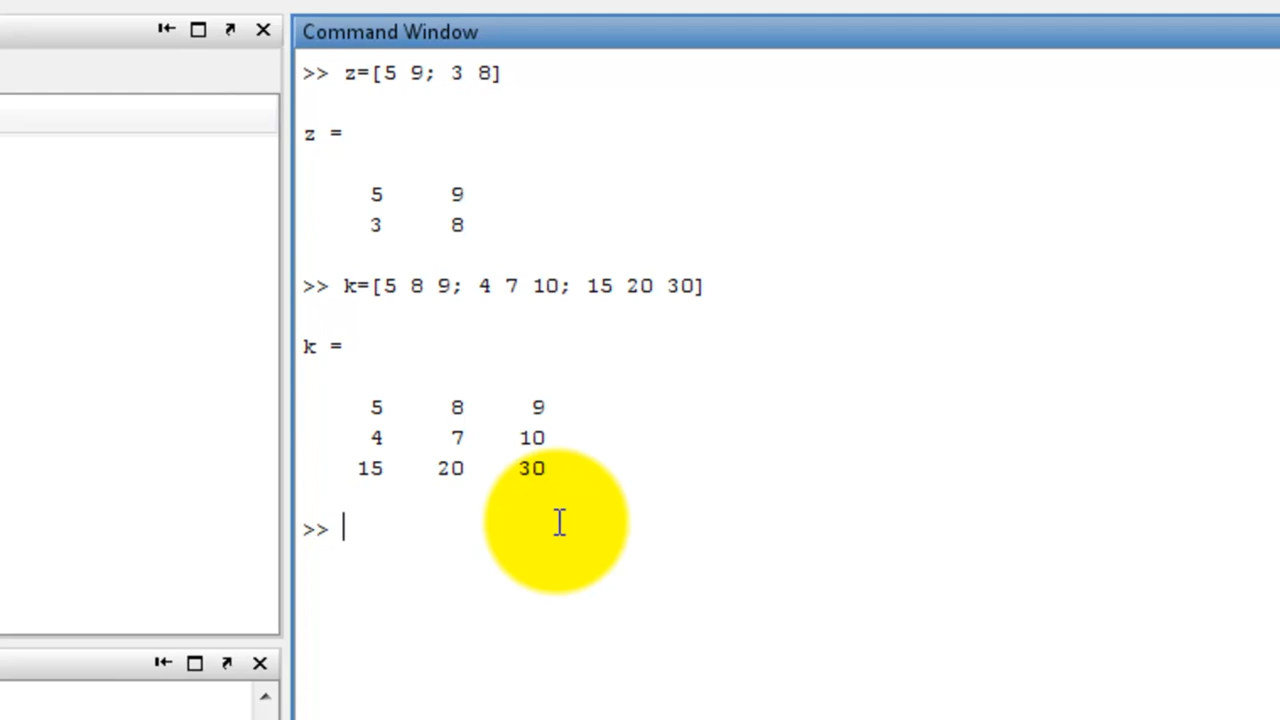 Command Window
>> z=[5 9; 3 8]
z =
5 9
3 8
>> k=[5 8 9; 4 7 10; 15 20 30]
k =
5 8 9
4 7 10
15 20 30
>>